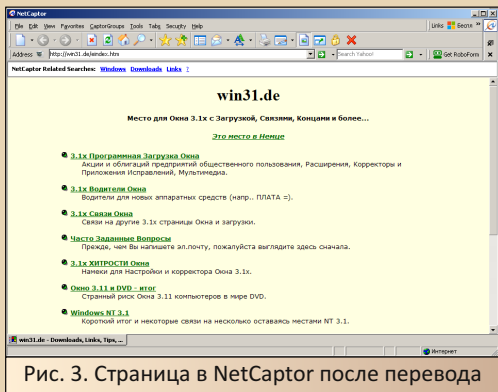 NetCaptor
File Edit View Favorites CaptorGroups Tools Tabs Security Help
Links Беспл »
Search Yahoo!
Get RoboForm
Address http://win31.de/eindex.htm
NetCaptor Related Searches: Windows Downloads Links ?
win31.de
Место для Окна 3.1x с Загрузкой, Связями, Концами и более...
Это место в Немце
3.1x Программная Загрузка Окна
Акции и облигаций предприятий общественного пользования, Расширения, Корректоры и
Приложения Исправлений, Мультимедиа.
3.1x Водители Окна
Водители для новых аппаратных средств (напр.. ПЛАТА =).
3.1x Связи Окна
Связи на другие 3.1x страницы Окна и загрузки.
Часто Заданные Вопросы
Прежде, чем Вы напишете эл.почту, пожалуйста выглядите здесь сначала.
3.1x ХИТРОСТИ Окна
Намеки для Настройки и корректора Окна 3.1x.
Окно 3.11 и DVD - итог
Странный риск Окна 3.11 компьютеров в мире DVD.
Windows NT 3.1
Короткий итог и некоторые связи на несколько оставаясь местами NT 3.1.
win31.de - Downloads, Links, Tips, ...
Интернет
Рис. 3. Страница в NetCaptor после перевода